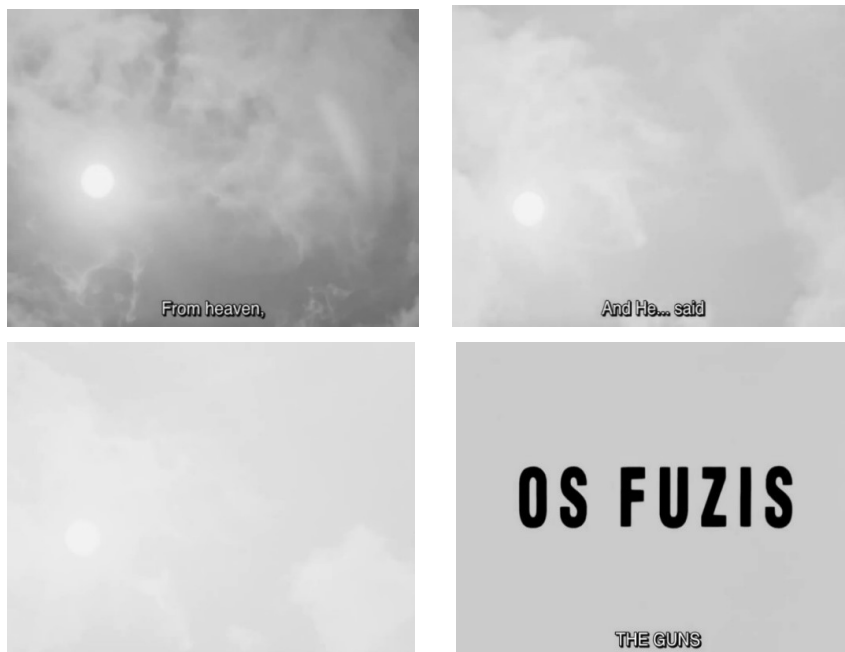 From heaven,
And He... said
OS FUZIS
THE GUNS